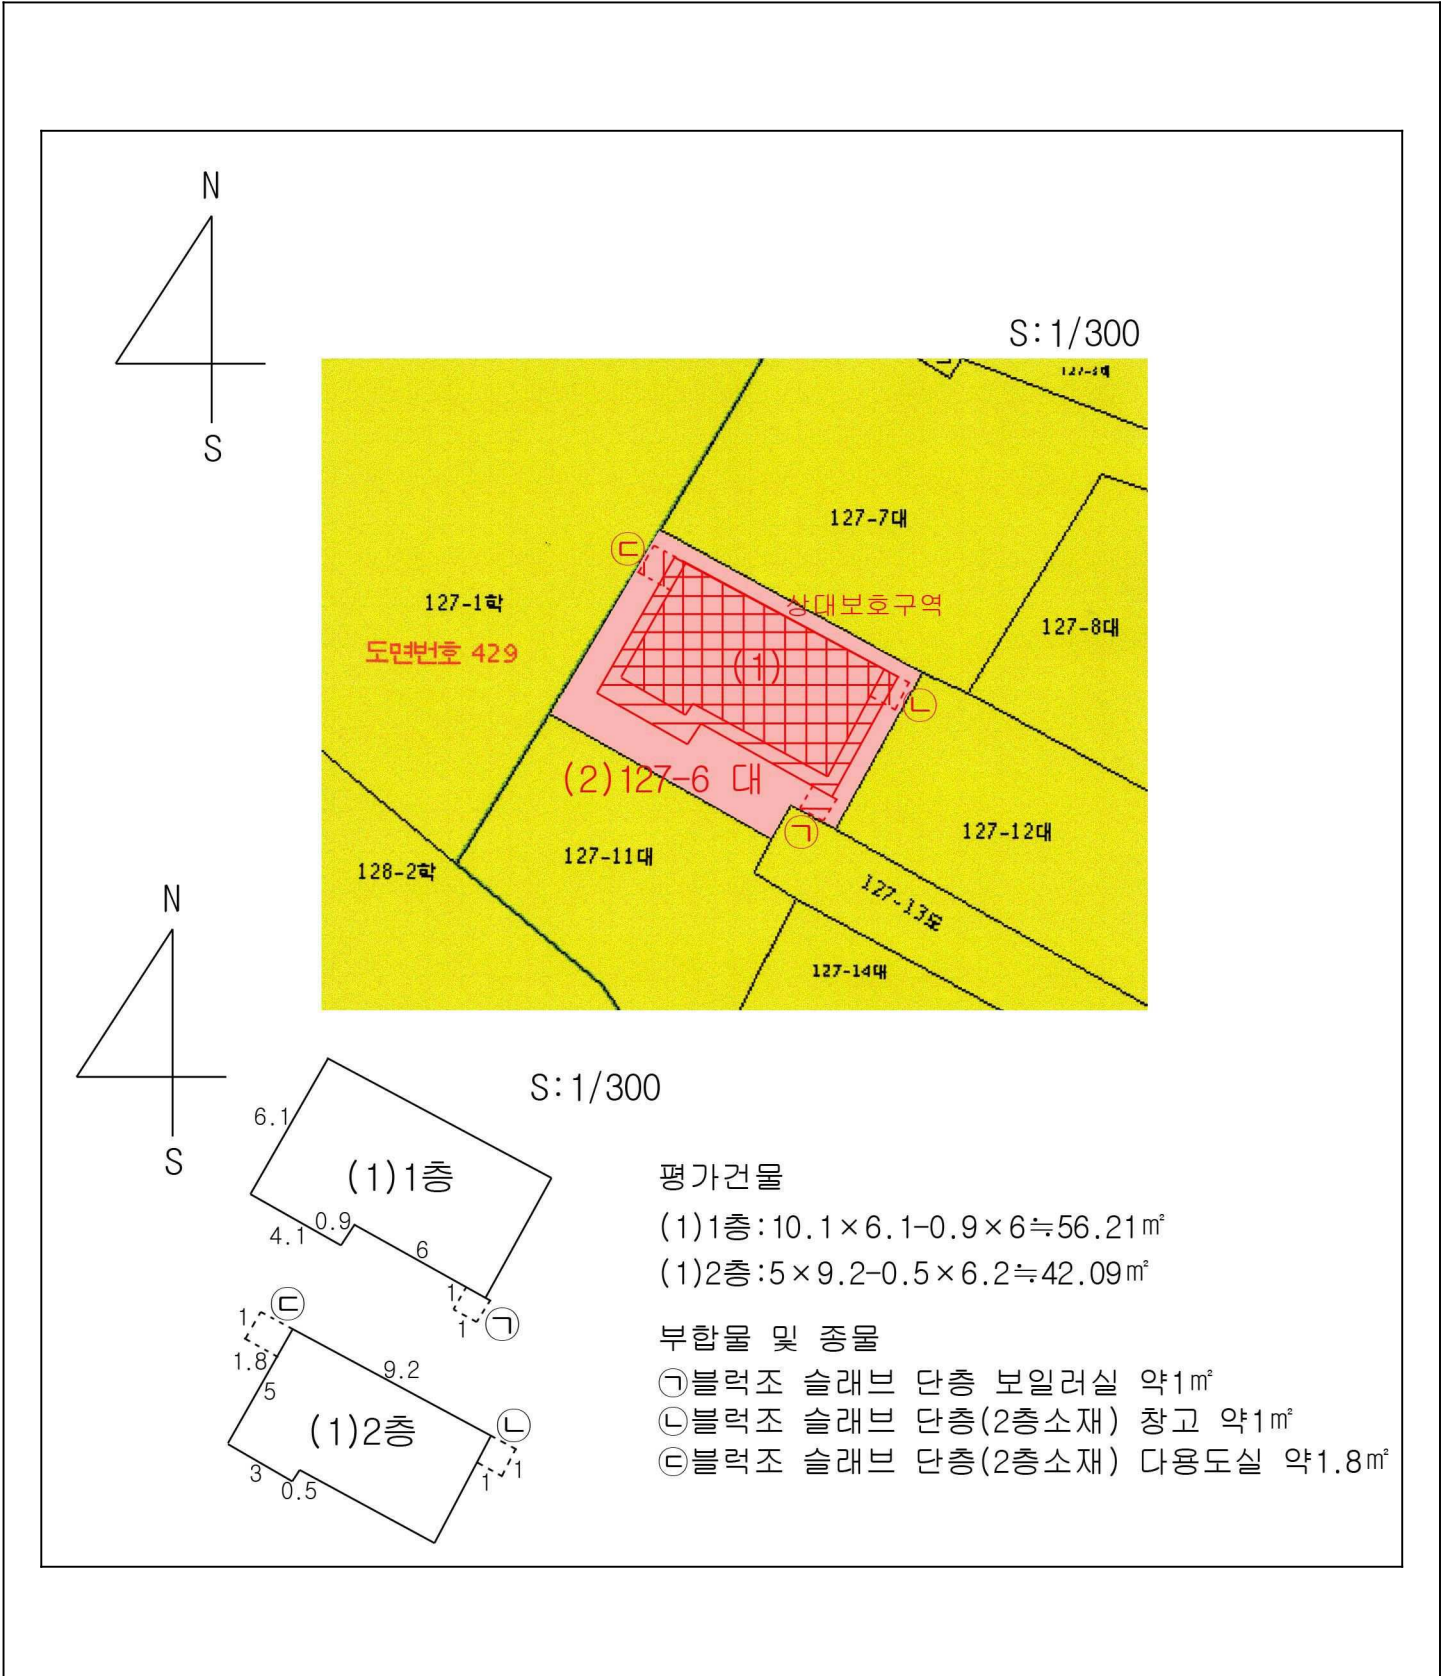 N
S
S:1/300
127-7대
ㄷ
상대보호구역
127-1학
127-8대
도면번호 429
(1)
ㄴ
(2)127-6 대
ㄱ
127-12대
127-11대
128-2학
127-13도
127-14대
N
S
S:1/300
6.1
(1)1층
0.9
4.1
6
1
1
㉠
평가건물
(1)1층:10.1×6.1-0.9×6≒56.21㎡
(1)2층:5×9.2-0.5×6.2≒42.09㎡
㉢
1
1.8
5
9.2
(1)2층
㉡
1
1
3
0.5
부합물 및 종물
㉠블럭조 슬래브 단층 보일러실 약1㎡
㉡블럭조 슬래브 단층(2층소재) 창고 약1㎡
㉢블럭조 슬래브 단층(2층소재) 다용도실 약1.8㎡